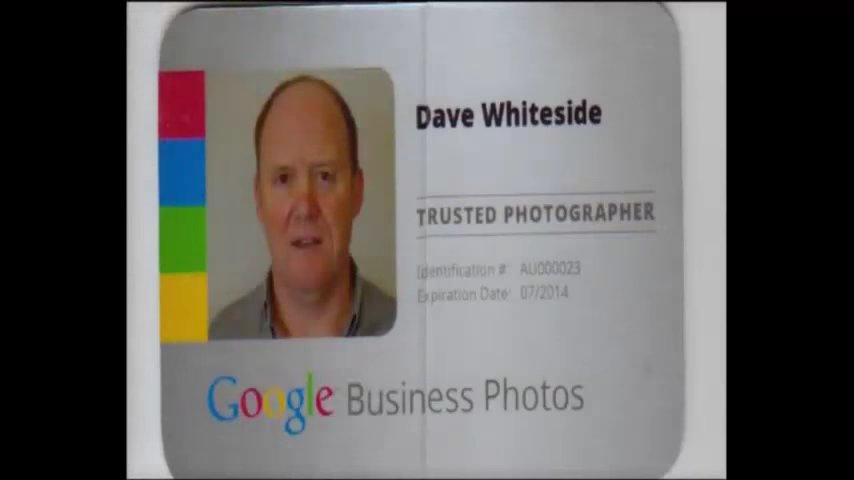 Dave Whiteside
TRUSTED PHOTOGRAPHER
Identification #: AU000023
Expiration Date: 07/2014
Google Business Photos